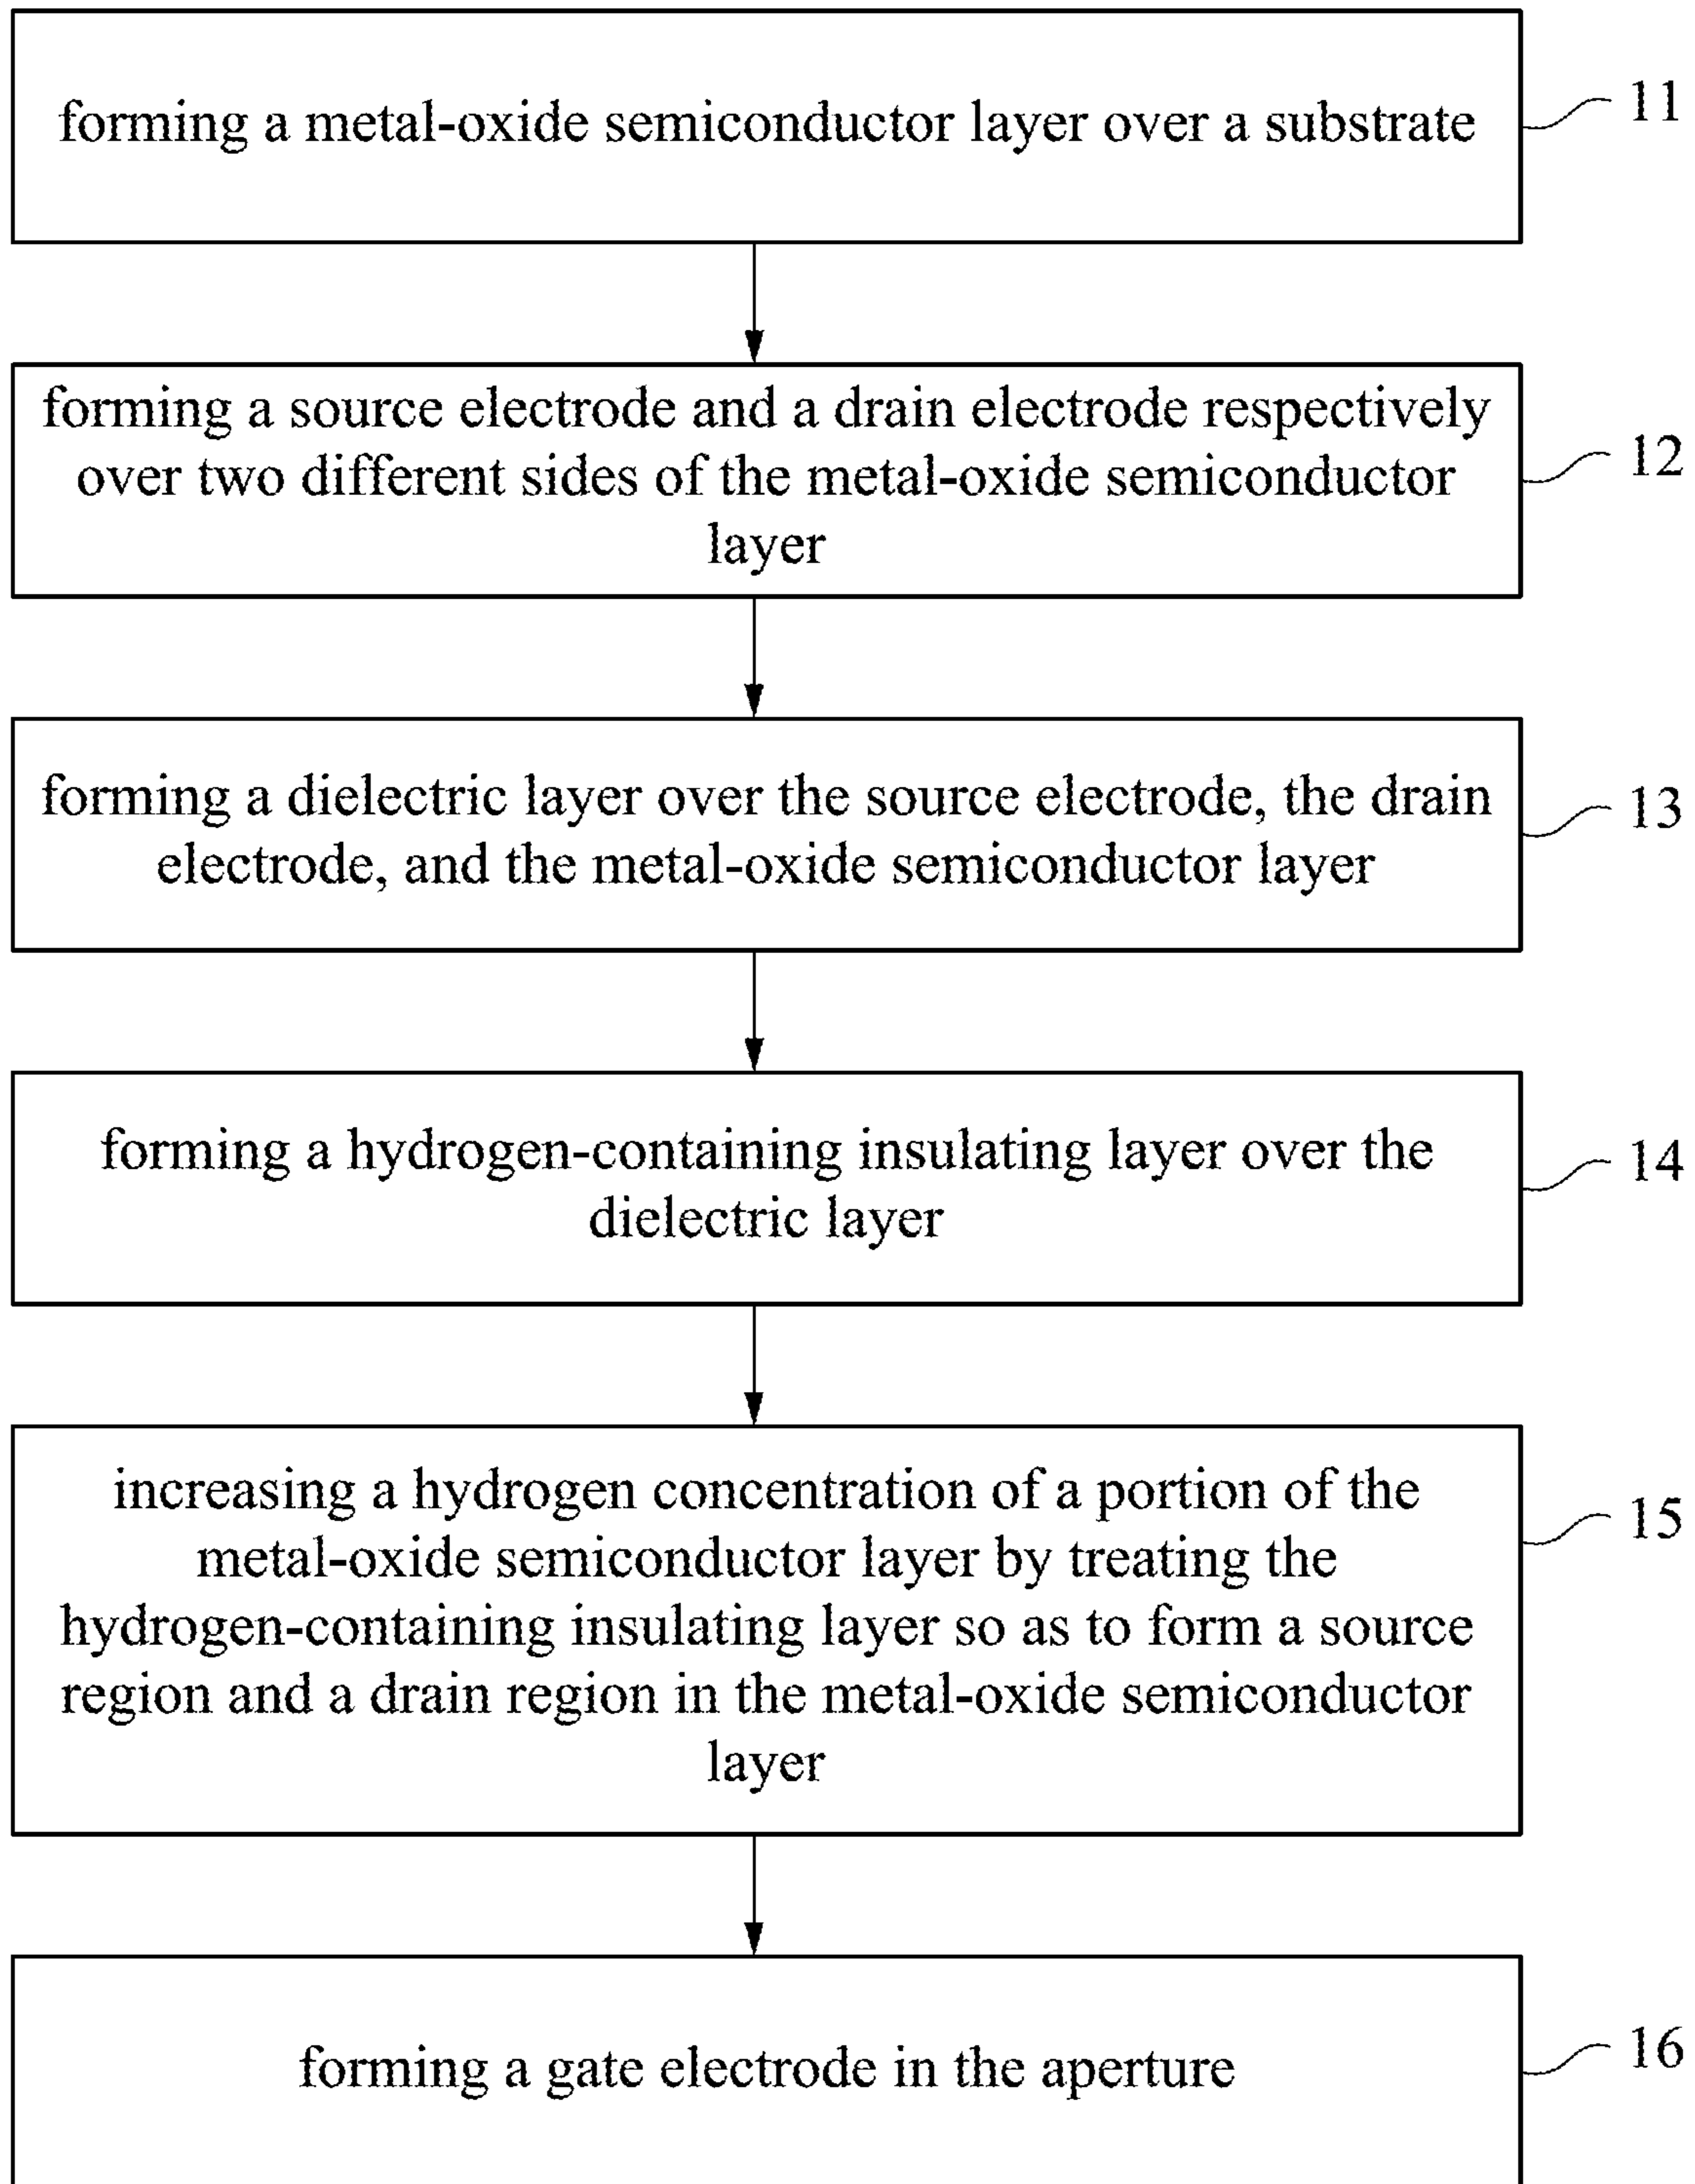 forming a metal-oxide semiconductor layer over a substrate
11
forming a source electrode and a drain electrode respectively
over two different sides of the metal-oxide semiconductor
layer
12
forming a dielectric layer over the source electrode, the drain
electrode, and the metal-oxide semiconductor layer
13
forming a hydrogen-containing insulating layer over the
dielectric layer
14
increasing a hydrogen concentration of a portion of the
metal-oxide semiconductor layer by treating the
hydrogen-containing insulating layer so as to form a source
region and a drain region in the metal-oxide semiconductor
layer
15
forming a gate electrode in the aperture
16